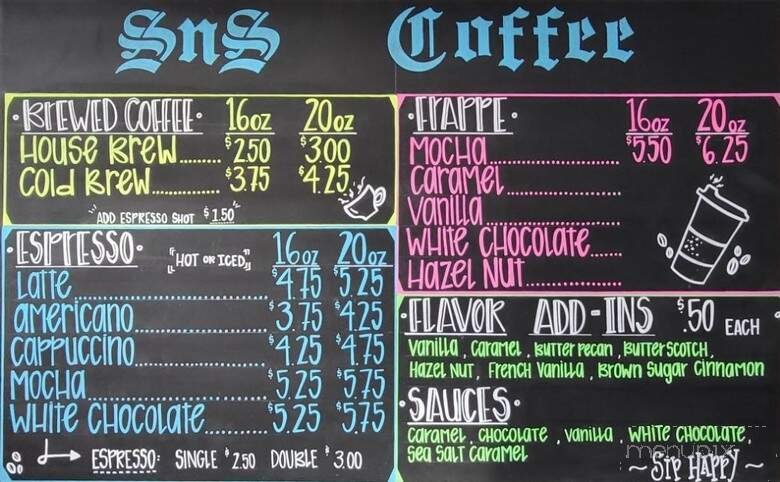 SnS Coffee
BREWED COFFEE 16oz 20oz
HOUSE BREW........ $2.50 $3.00
COLD BREW............ $3.75 $4.25
ADD ESPRESSO SHOT $1.50
ESPRESSO "HOT OR ICED" 16oz 20oz
LATTE........................................ $4.75 $5.25
AMERICANO........................... $3.75 $4.25
CAPPUCCINO........................... $4.25 $4.75
MOCHA.................................... $5.25 $5.75
WHITE CHOCOLATE............. $5.25 $5.75
ESPRESSO: SINGLE $2.50 DOUBLE $3.00
FRAPPE 16oz 20oz
MOCHA........................... $5.50 $6.25
CARAMEL........................
VANILLA............................
WHITE CHOCOLATE......
HAZEL NUT....................
FLAVOR ADD-INS $.50 EACH
VANILLA, CARAMEL, BUTTER PECAN, BUTTERSCOTCH,
HAZEL NUT, FRENCH VANILLA, BROWN SUGAR CINNAMON
SAUCES
CARAMEL, CHOCOLATE, VANILLA, WHITE CHOCOLATE,
SEA SALT CARAMEL
menupix
~ SIP HAPPY ~